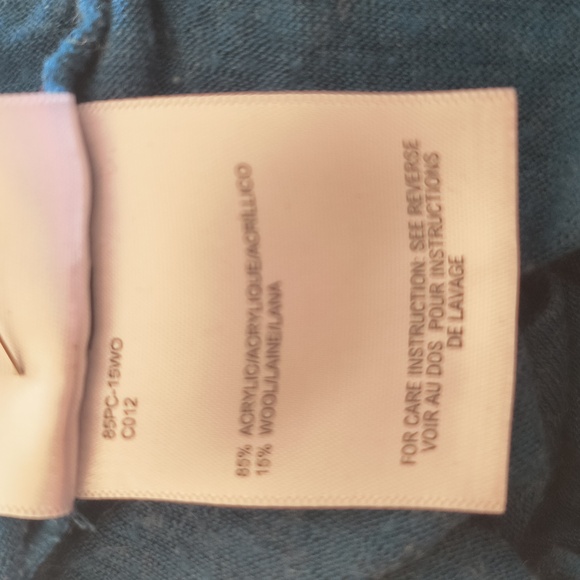 85PC-15WO
C012
85% ACRYLIC/ACRYLIQUE/ACRÍLLICO
15% WOOL/LAINE/LANA
FOR CARE INSTRUCTION: SEE REVERSE
VOIR AU DOS POUR INSTRUCTIONS
DE LAVAGE